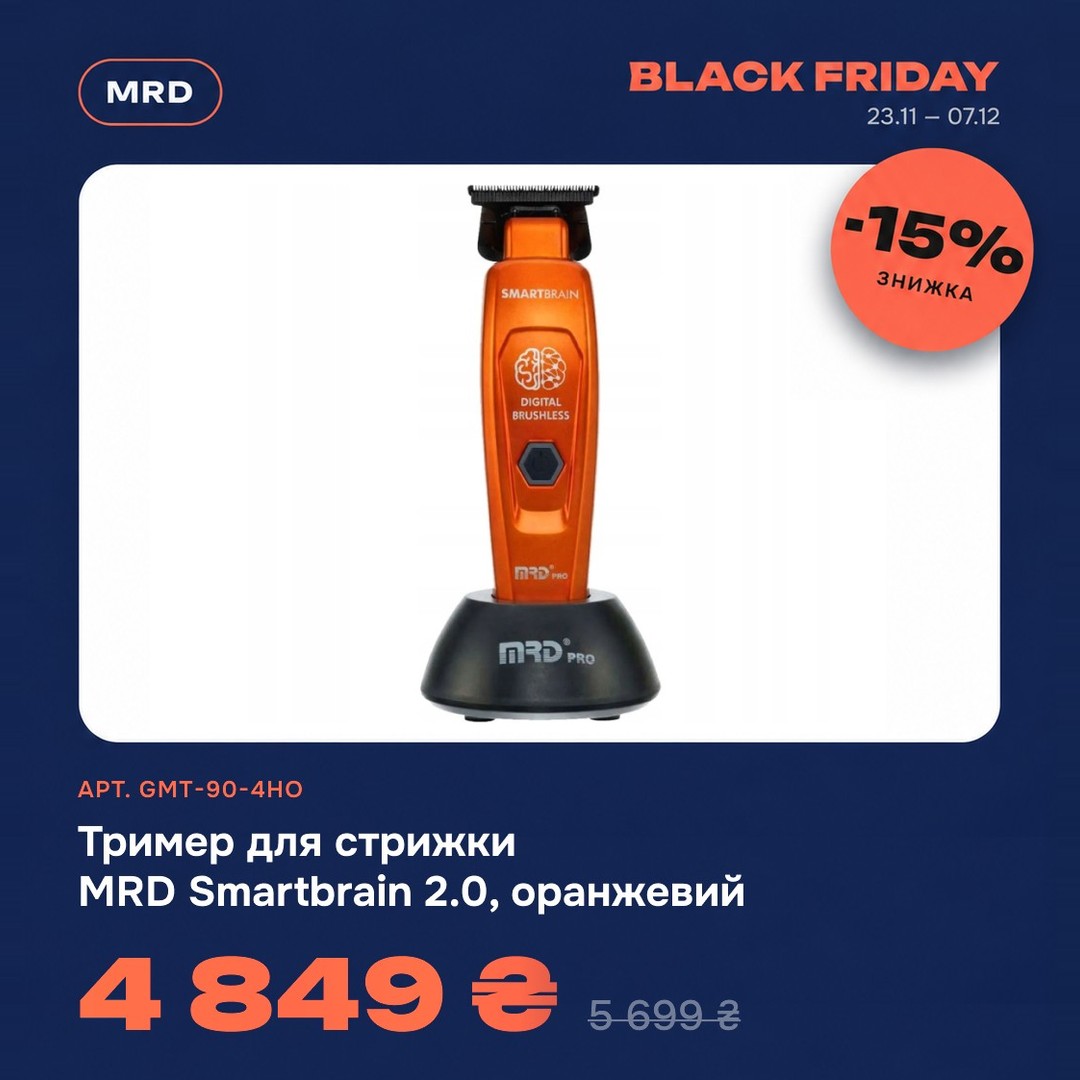 MRD
BLACK FRIDAY
23.11 – 07.12
-15%
ЗНИЖКА
SMARTBRAIN
DIGITAL
BRUSHLESS
MRD® PRO
MRD® PRO
АРТ. GMT-90-4HO
Тример для стрижки
MRD Smartbrain 2.0, оранжевий
4 849 ₴ 5 699 ₴